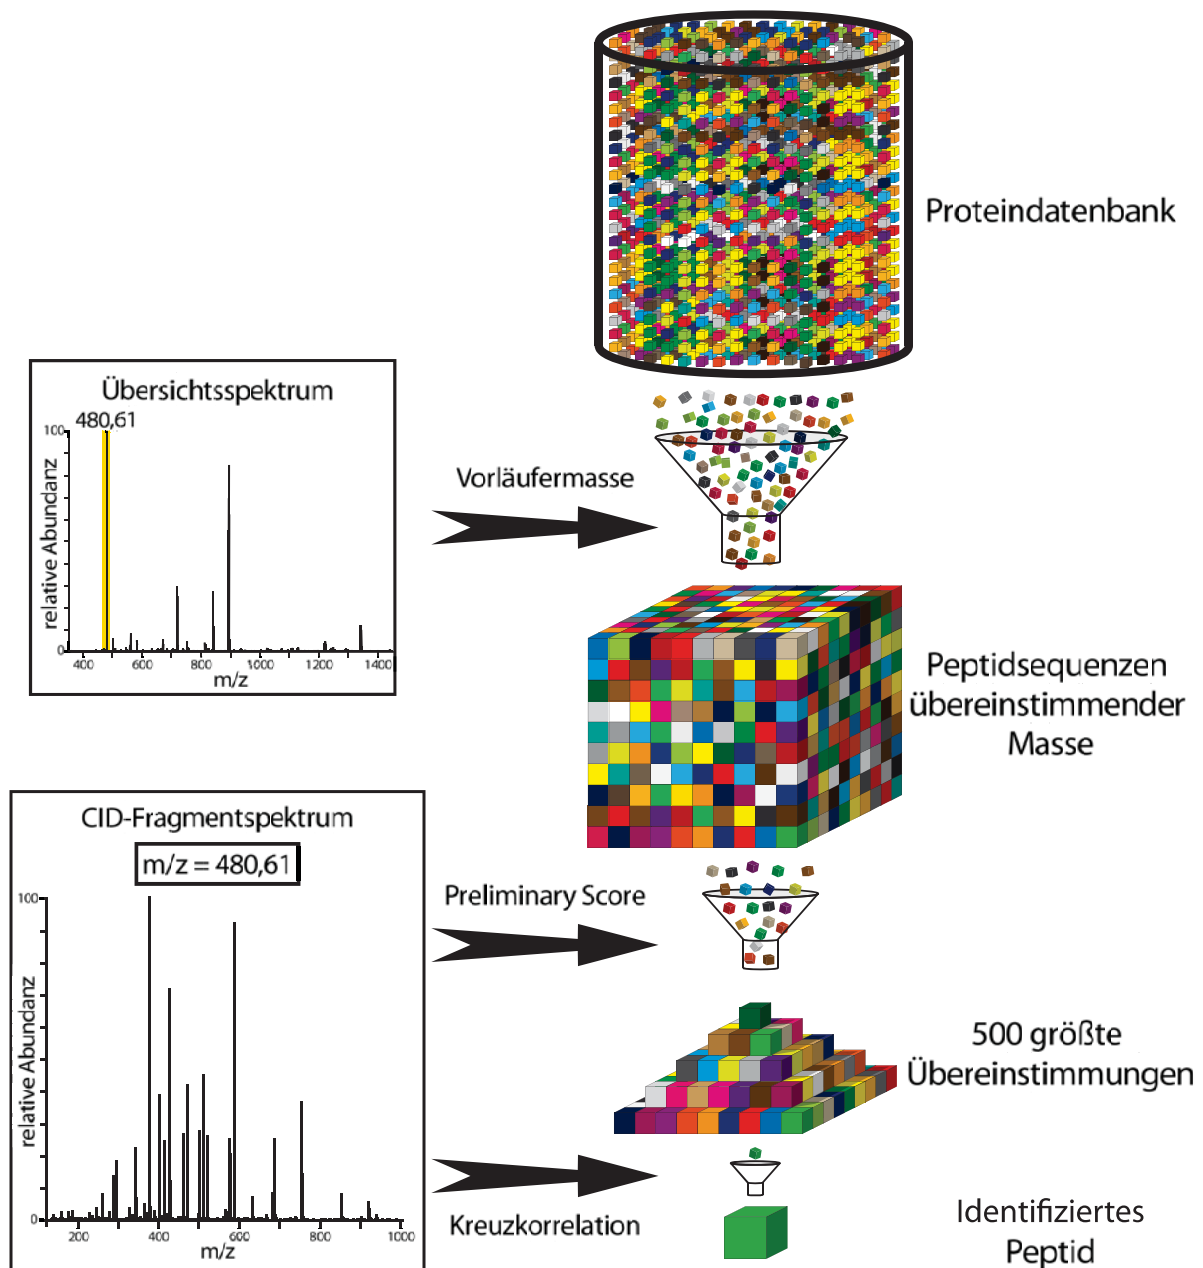 Proteindatenbank
Übersichtsspektrum
480,61
100
relative Abundanz
0
400 600 800 1000 1200 1400
m/z
Vorläufermasse
Peptidsequenzen
übereinstimmender
Masse
CID-Fragmentspektrum
m/z = 480,61
100
relative Abundanz
0
200 400 600 800 1000
m/z
Preliminary Score
500 größte
Übereinstimmungen
Kreuzkorrelation
Identifiziertes
Peptid